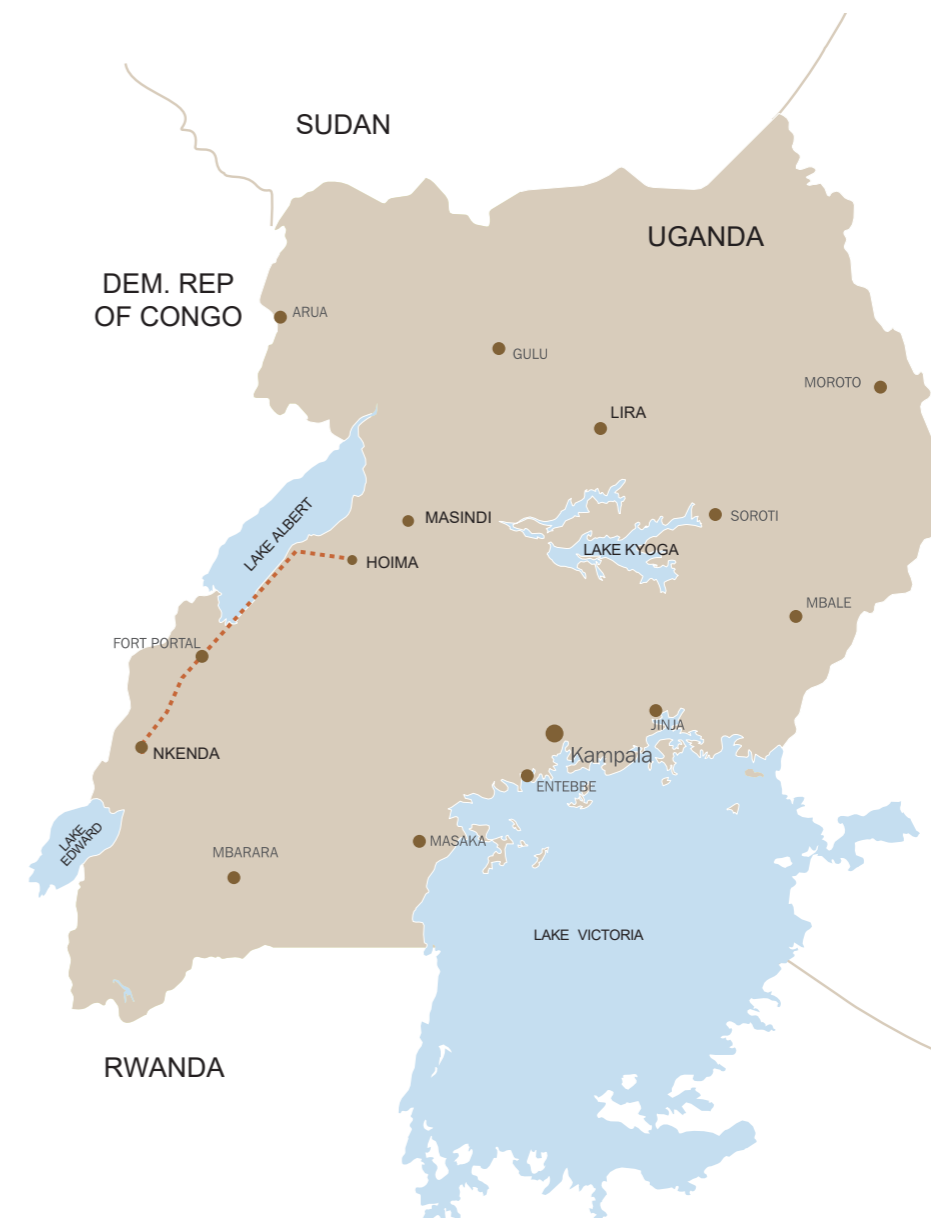 SUDAN
UGANDA
DEM. REP
OF CONGO
ARUA
GULU
MOROTO
LIRA
LAKE ALBERT
MASINDI
SOROTI
LAKE KYOGA
HOIMA
MBALE
FORT PORTAL
JINJA
NKENDA
Kampala
ENTEBBE
LAKE
EDWARD
MASAKA
MBARARA
LAKE VICTORIA
RWANDA